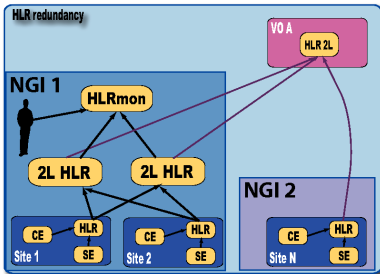 HLR redundancy
VO A
HLR 2L
NGI 1
HLRmon
2L HLR
2L HLR
NGI 2
CE
HLR
SE
Site 1
CE
HLR
SE
Site 2
CE
HLR
SE
Site N